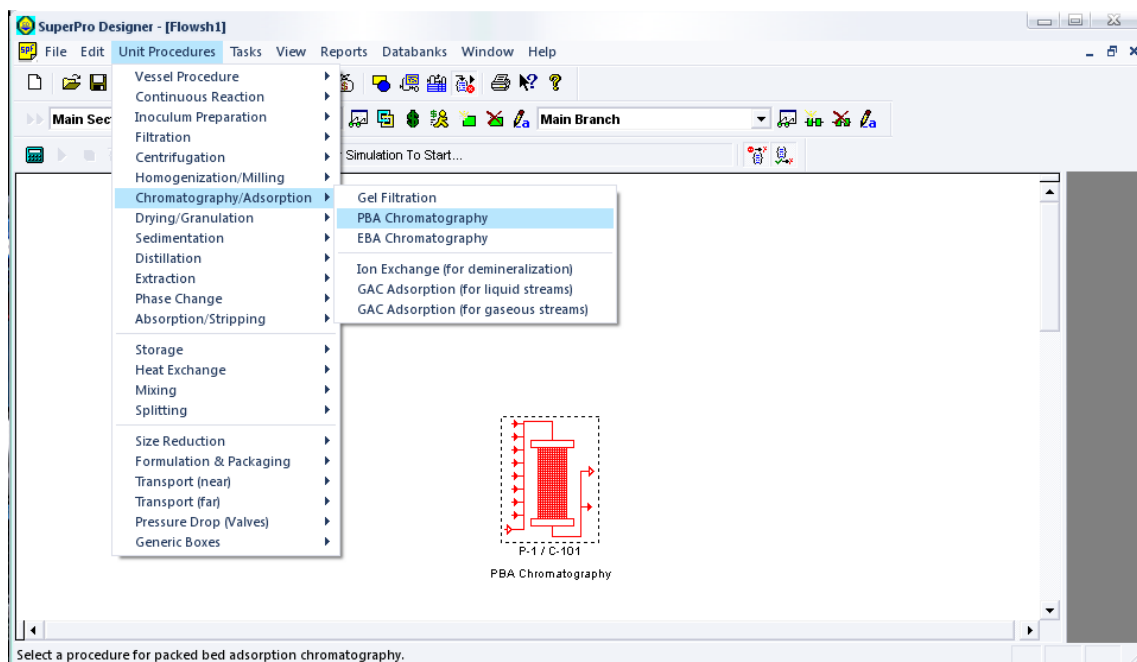 SuperPro Designer - [Flowsh1]
File Edit Unit Procedures Tasks View Reports Databanks Window Help
Main Sec
Main Branch
Simulation To Start...
Vessel Procedure
Continuous Reaction
Inoculum Preparation
Filtration
Centrifugation
Homogenization/Milling
Chromatography/Adsorption
Drying/Granulation
Sedimentation
Distillation
Extraction
Phase Change
Absorption/Stripping
Storage
Heat Exchange
Mixing
Splitting
Size Reduction
Formulation & Packaging
Transport (near)
Transport (far)
Pressure Drop (Valves)
Generic Boxes
Gel Filtration
PBA Chromatography
EBA Chromatography
Ion Exchange (for demineralization)
GAC Adsorption (for liquid streams)
GAC Adsorption (for gaseous streams)
P-1 / C-101
PBA Chromatography
Select a procedure for packed bed adsorption chromatography.